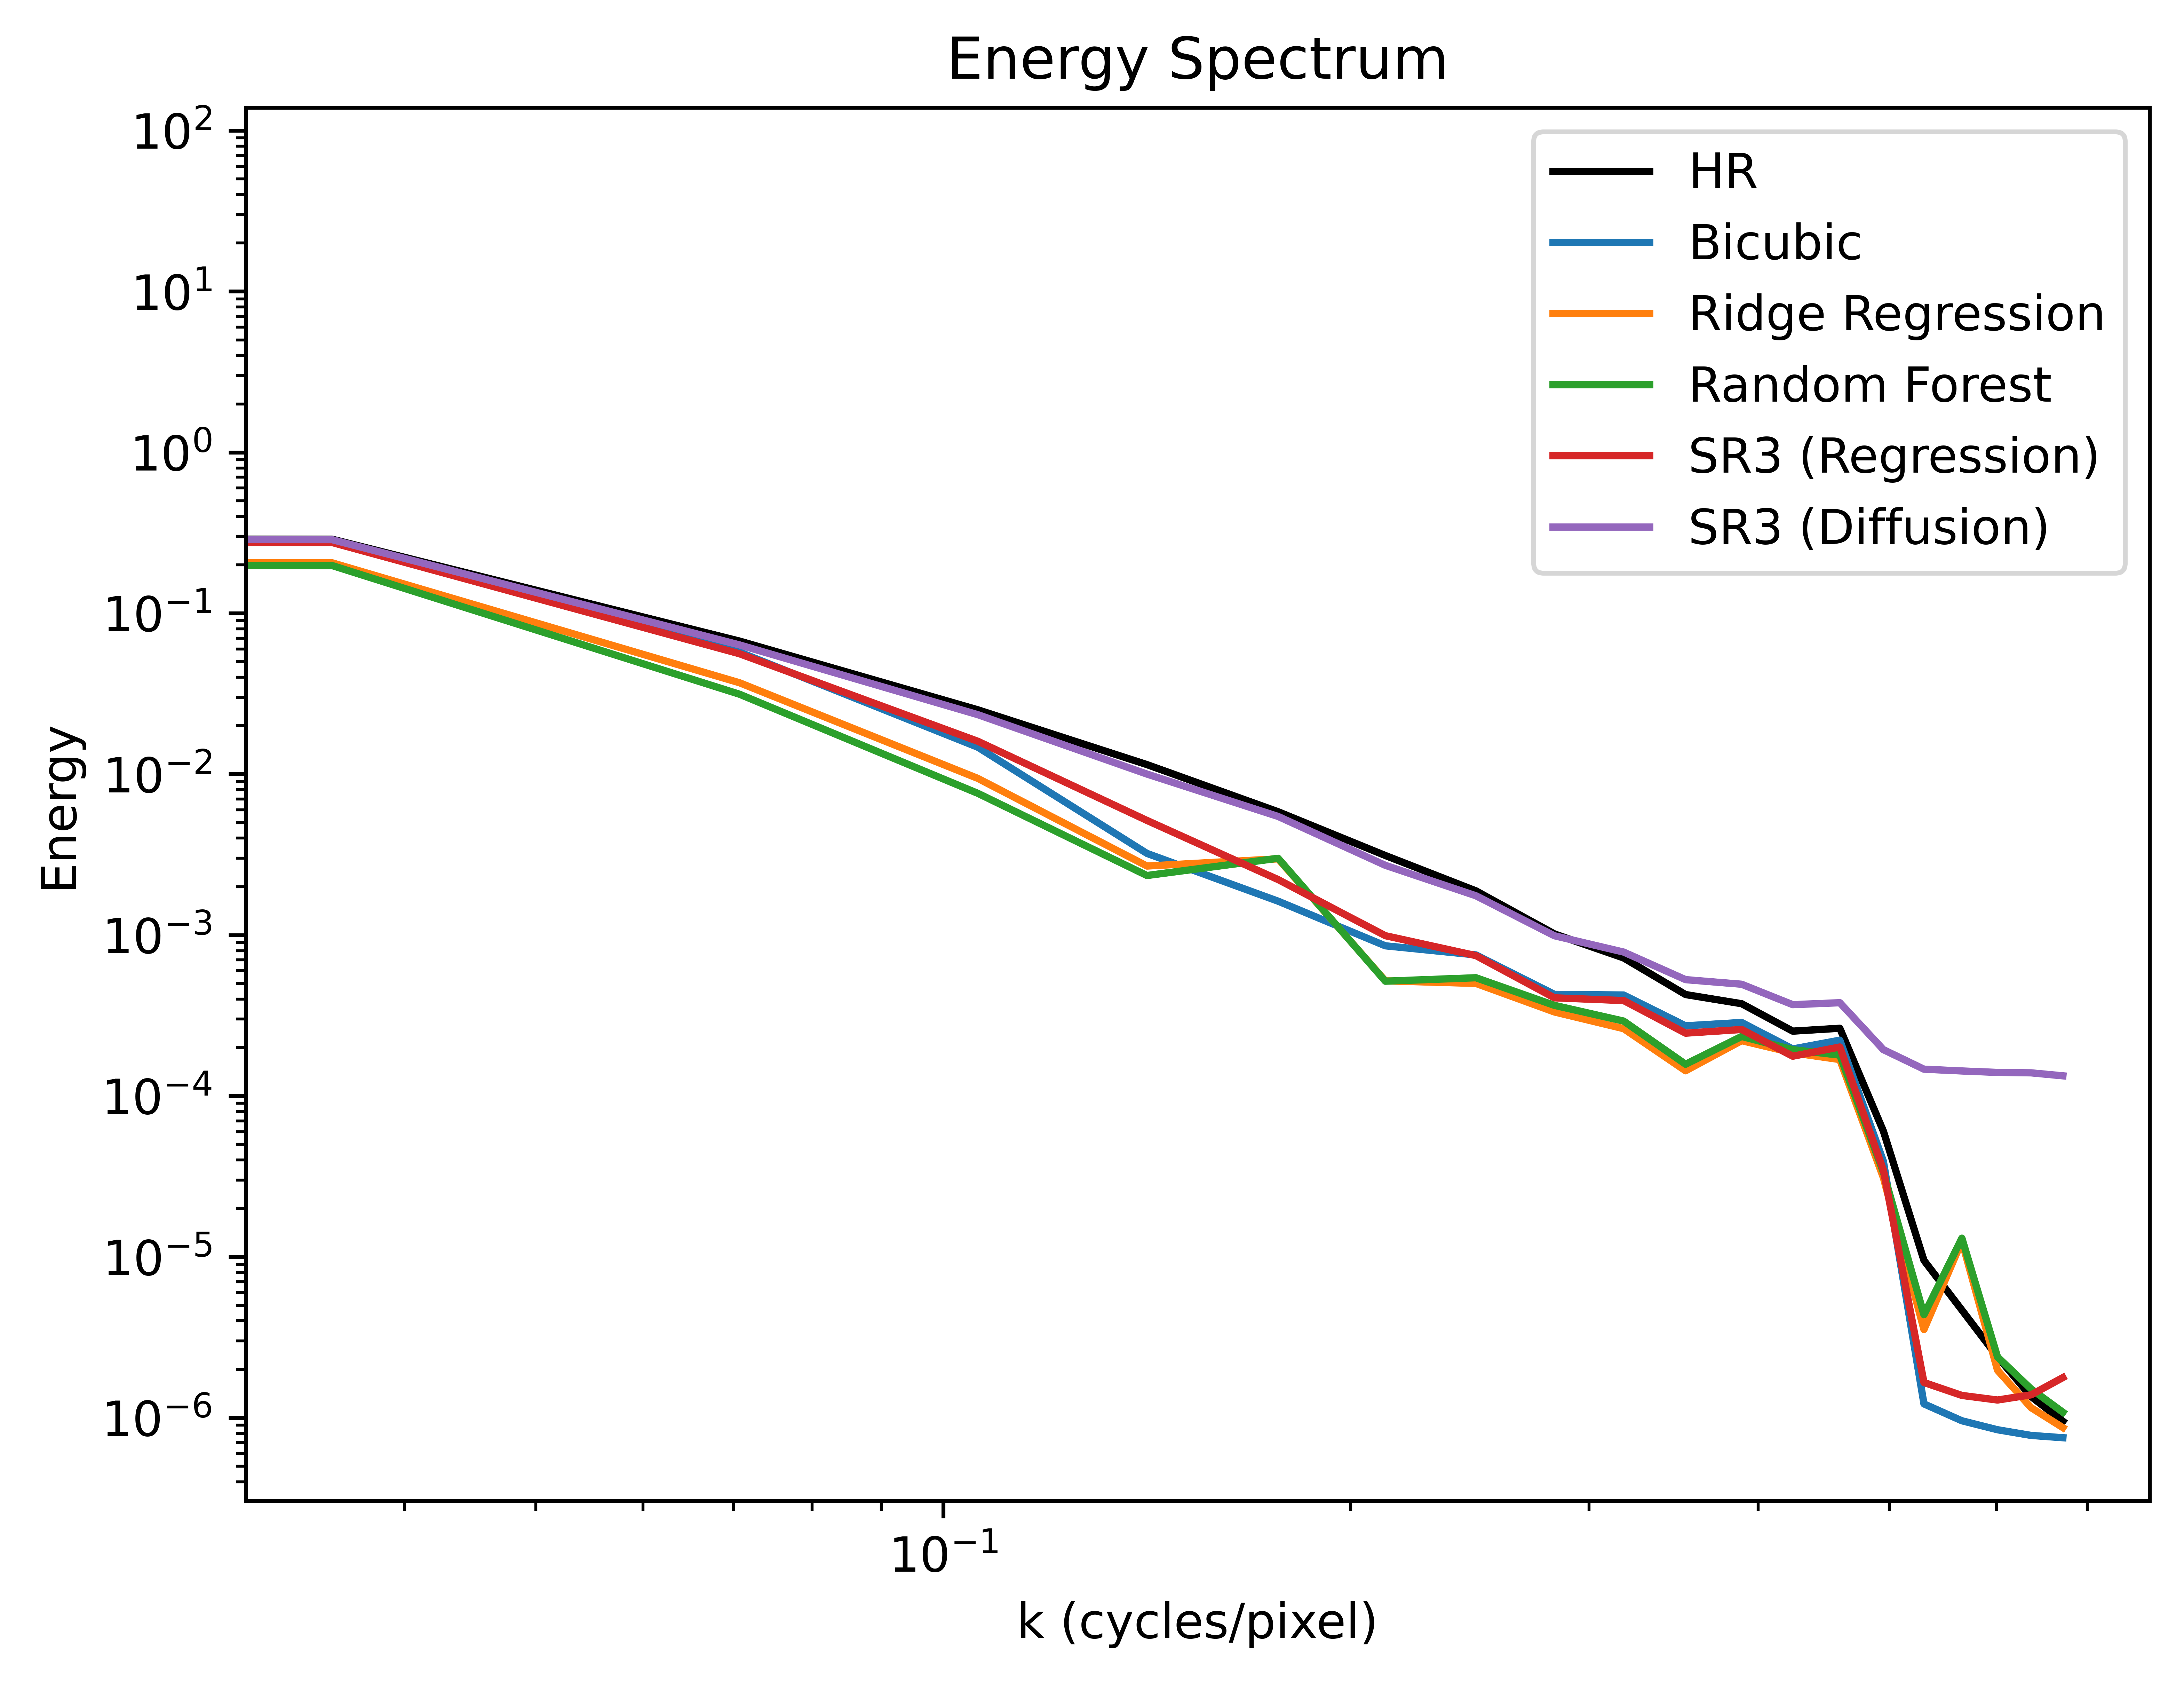 Energy Spectrum
10²
10¹
10⁰
10⁻¹
10⁻²
10⁻³
10⁻⁴
10⁻⁵
10⁻⁶
Energy
HR
Bicubic
Ridge Regression
Random Forest
SR3 (Regression)
SR3 (Diffusion)
10⁻¹
k (cycles/pixel)